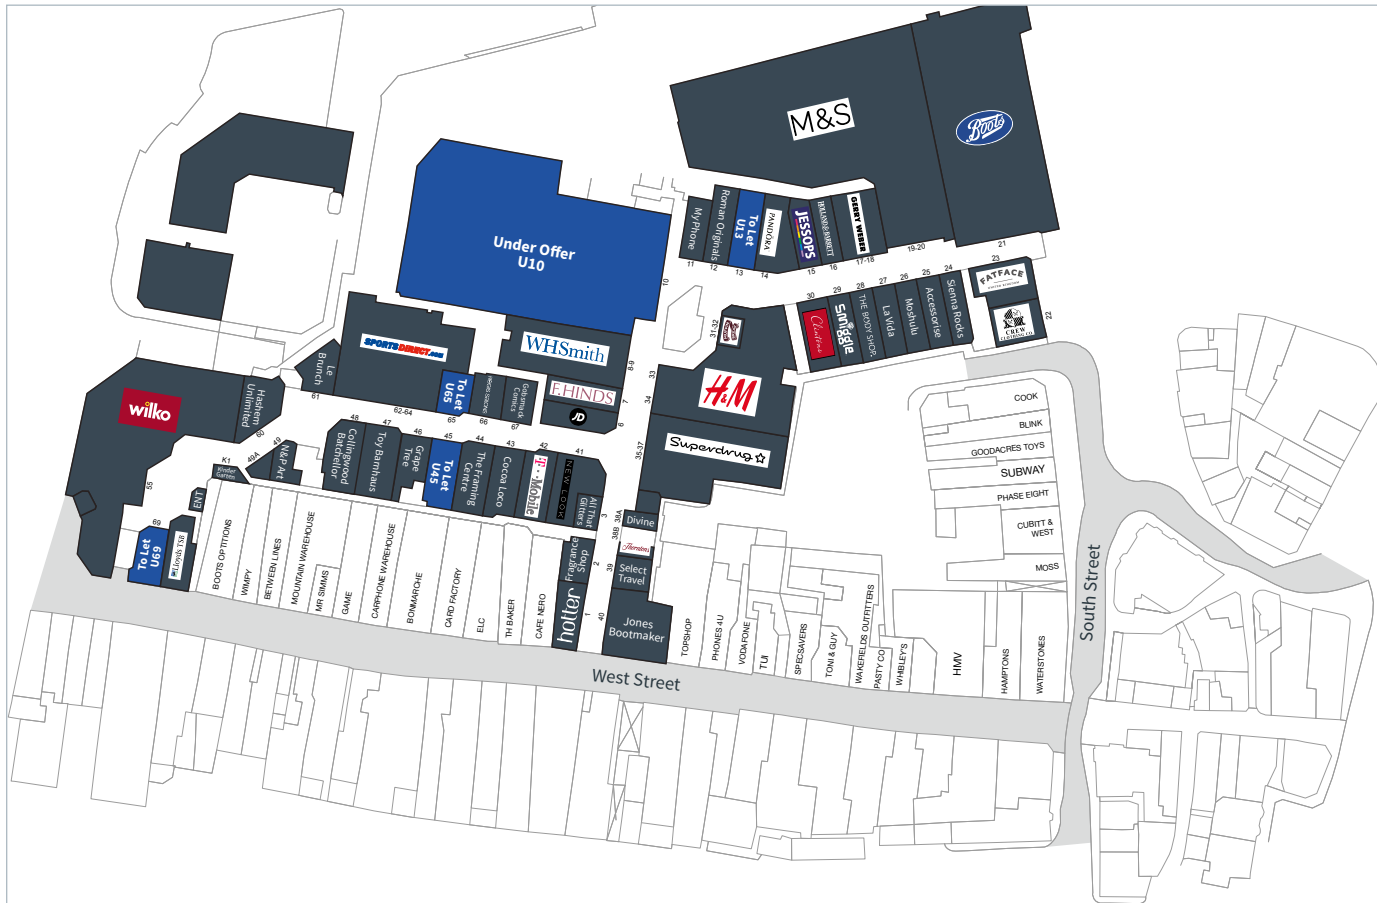 M&S
Boots
Under Offer
U10
10
My Phone
Roman Originals
To Let
U13
PANDORA
JESSOPS
HOLLAND & BARRETT
GERRY WEBER
11
12
13
14
15
16
17-18
19-20
21
23
FATFACE
22
CREW
CLOTHING CO.
30
29
28
27
26
25
24
Clintons
Smiggle
THE BODY SHOP.
La Vida
Moshulu
Accessorise
Sienna Rocks
31-32
33
34
35-37
H&M
Superdrug
WHSmith
8-9
F.HINDS
7
JD
6
SPORTSDIRECT.com
Le
Brunch
61
62-64
To Let
U65
65
66
Gobsmack
Comics
67
wilko
Hashem
Unlimited
60
55
K1
Kinder
Garten
49A
49
N&P Art
48
47
46
45
44
43
42
41
Collingwood
Batchellor
Toy Barnhaus
Grape
Tree
To Let
U45
The Framing
Centre
Cocoa Loco
T-Mobile
NEW LOOK
All That
Glitters
3
ENT
69
To Let
U69
Lloyds TSB
38A
38B
Divine
Thorntons
39
Select
Travel
40
Jones
Bootmaker
Fragrance
Shop
2
hotter
1
BOOTS OPTITIONS
WIMPY
BETWEEN LINES
MOUNTAIN WAREHOUSE
MR SIMMS
GAME
CARPHONE WAREHOUSE
BONMARCHE
CARD FACTORY
ELC
TH BAKER
CAFE NERO
TOPSHOP
PHONES 4U
VODAFONE
TUI
SPECSAVERS
TONI & GUY
WAKEFIELDS OUTFITTERS
PASTY CO
WHIBLEY'S
HMV
HAMPTONS
WATERSTONES
COOK
BLINK
GOODACRES TOYS
SUBWAY
PHASE EIGHT
CUBITT &
WEST
MOSS
South Street
West Street